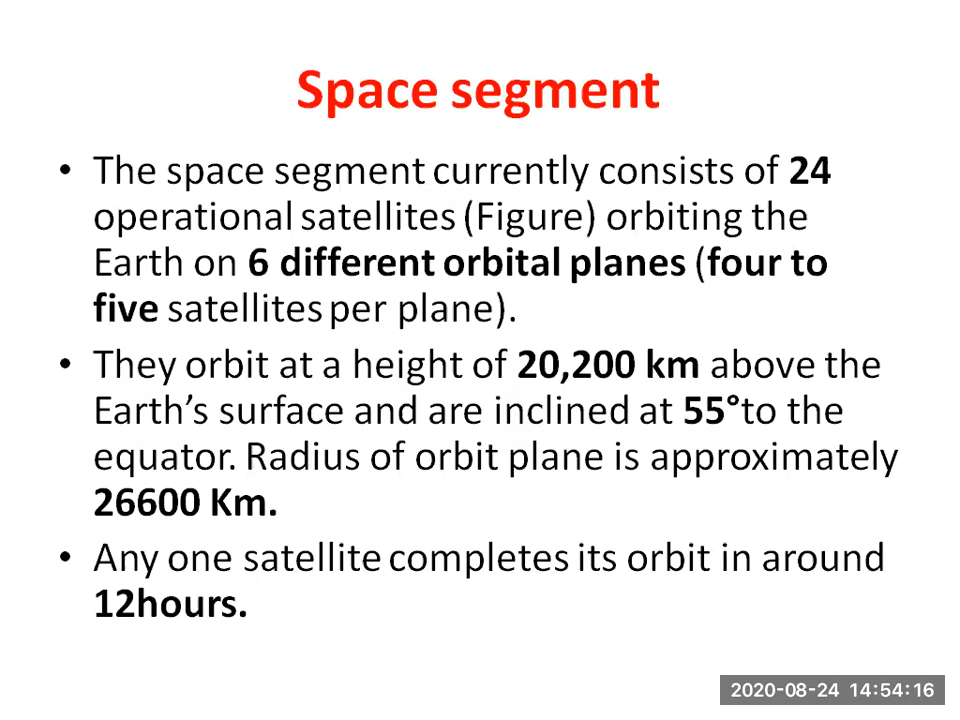 Space segment
• The space segment currently consists of 24
operational satellites (Figure) orbiting the
Earth on 6 different orbital planes (four to
five satellites per plane).
• They orbit at a height of 20,200 km above the
Earth’s surface and are inclined at 55°to the
equator. Radius of orbit plane is approximately
26600 Km.
• Any one satellite completes its orbit in around
12hours.
2020-08-24 14:54:16